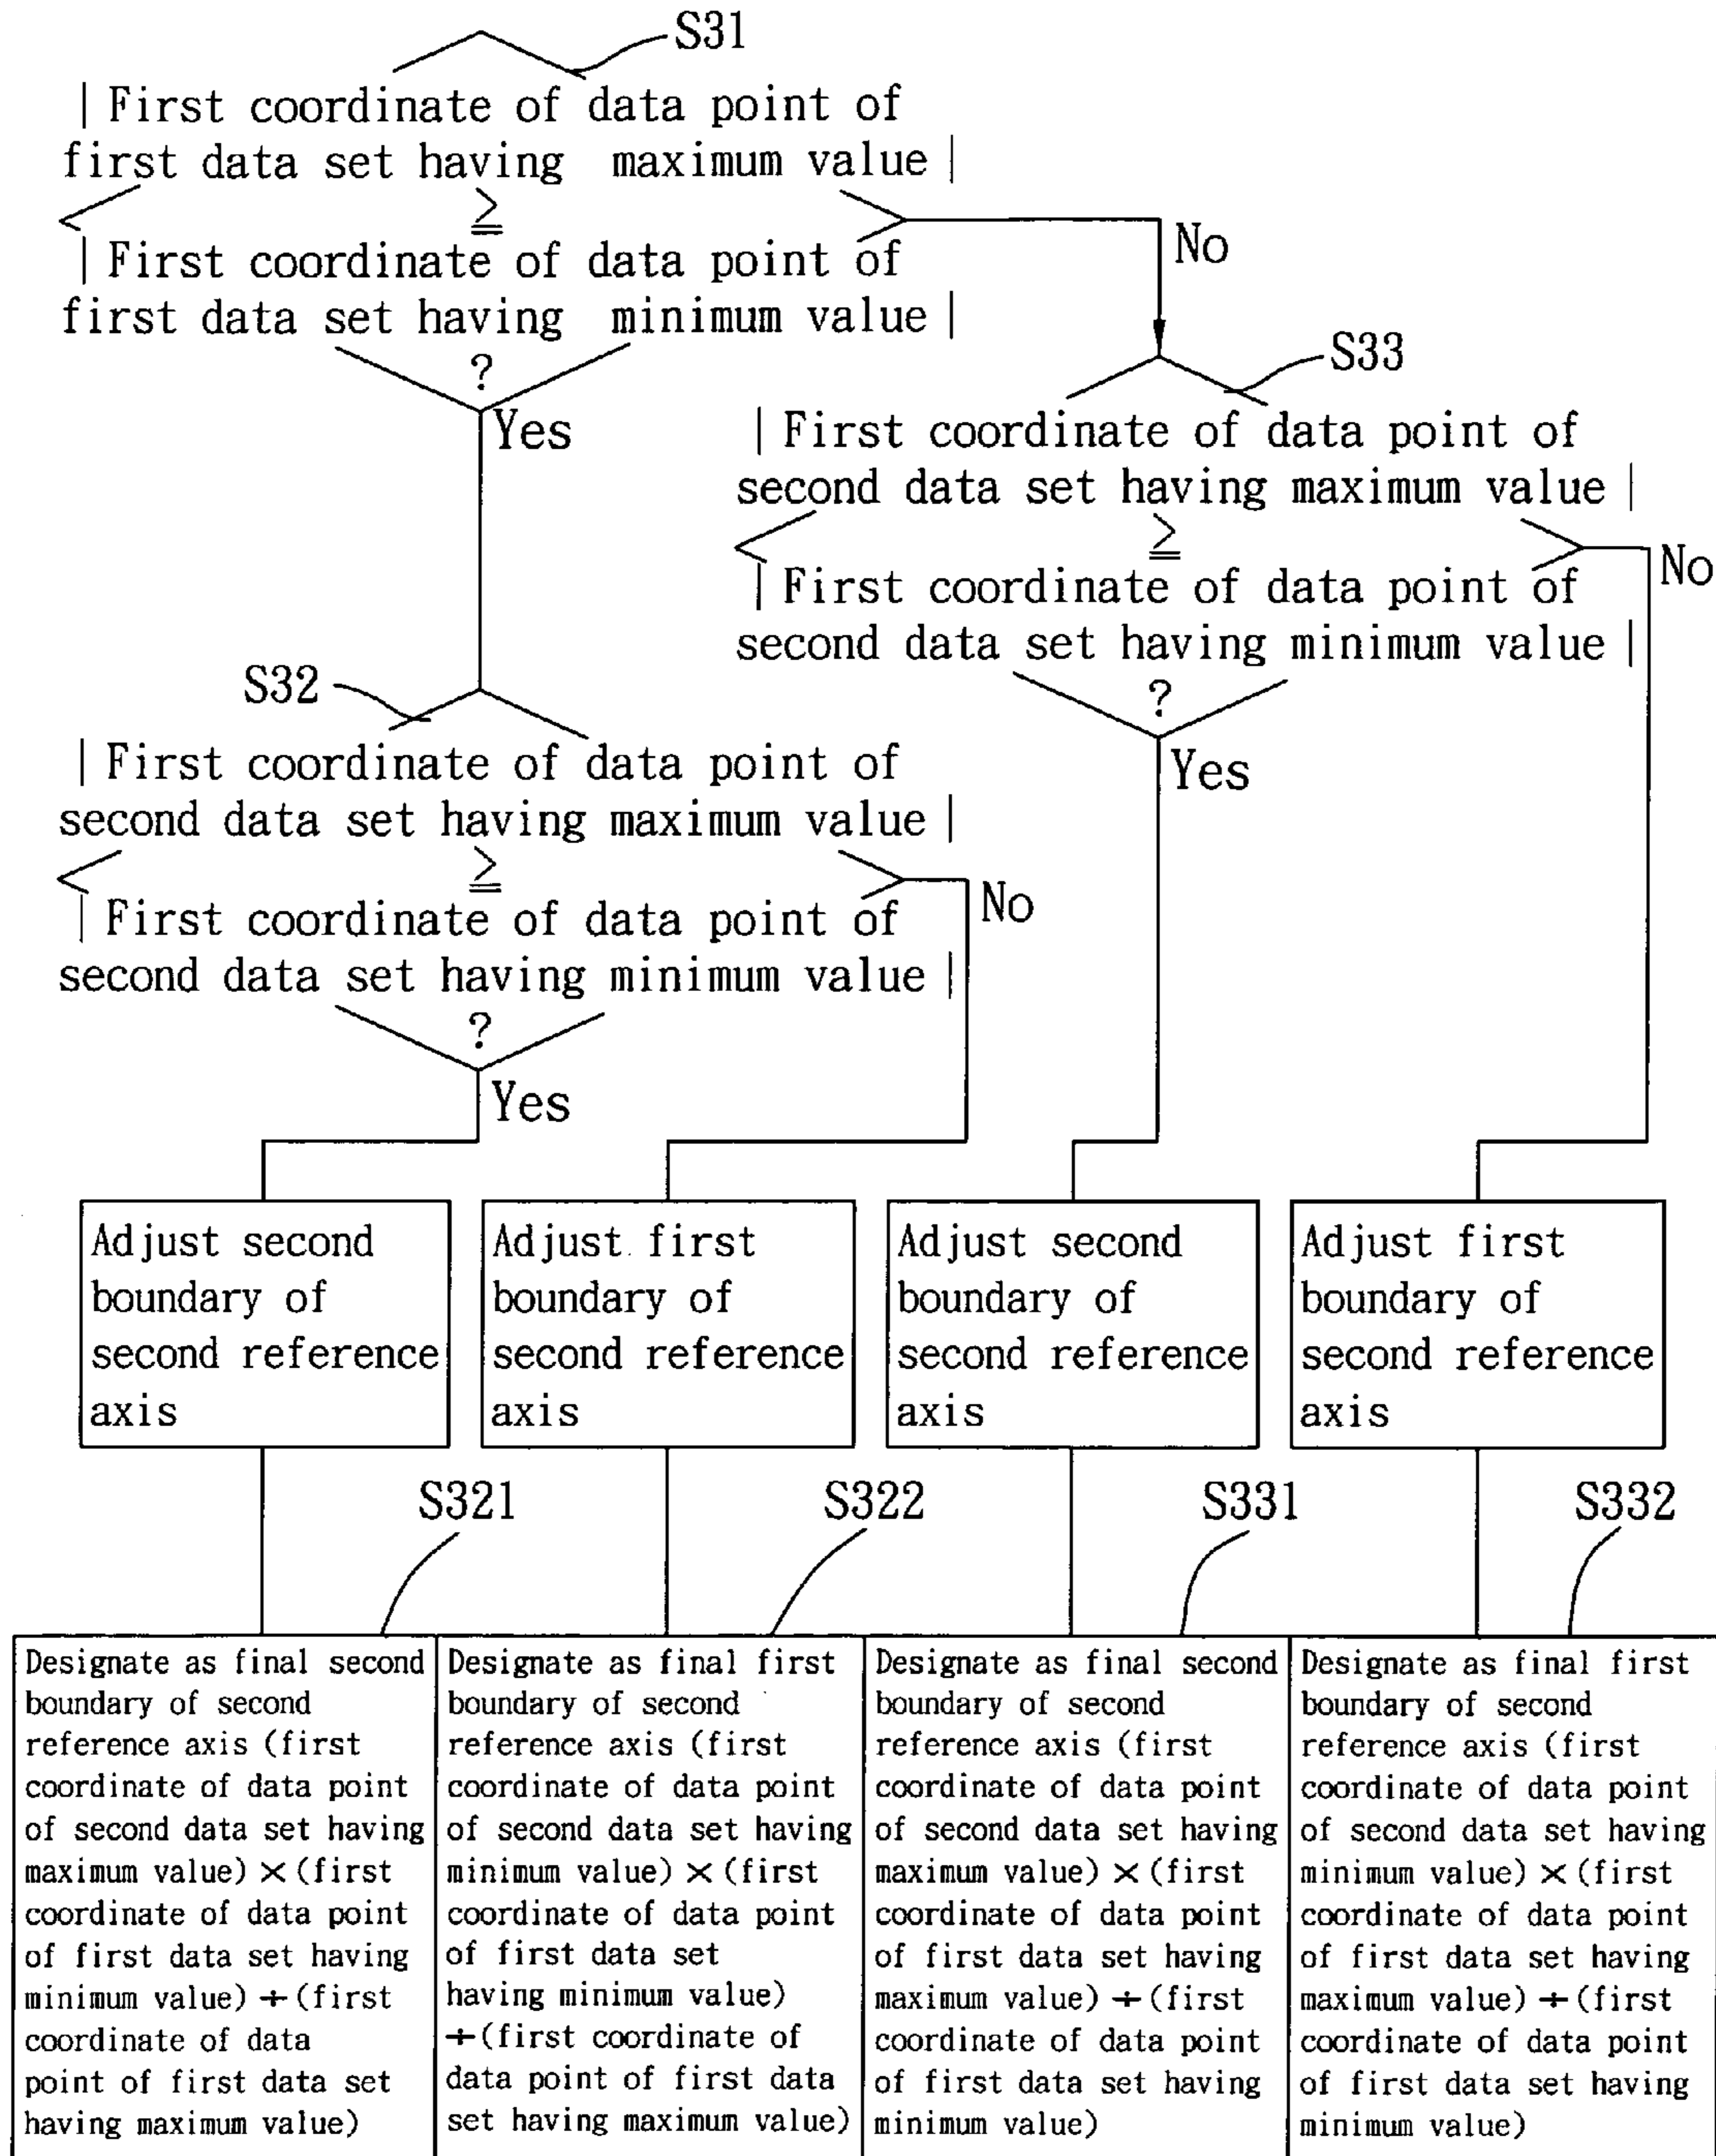 S31
| First coordinate of data point of
first data set having maximum value |
≧
| First coordinate of data point of
first data set having minimum value |
?
Yes
No
S33
| First coordinate of data point of
second data set having maximum value |
≧
| First coordinate of data point of
second data set having minimum value |
?
Yes
No
S32
| First coordinate of data point of
second data set having maximum value |
≧
| First coordinate of data point of
second data set having minimum value |
?
Yes
No
Adjust second
boundary of
second reference
axis
Adjust first
boundary of
second reference
axis
Adjust second
boundary of
second reference
axis
Adjust first
boundary of
second reference
axis
S321
S322
S331
S332
Designate as final second
boundary of second
reference axis (first
coordinate of data point
of second data set having
maximum value) × (first
coordinate of data point
of first data set having
minimum value) ÷ (first
coordinate of data
point of first data set
having maximum value)
Designate as final first
boundary of second
reference axis (first
coordinate of data point
of second data set having
minimum value) × (first
coordinate of data point
of first data set
having minimum value)
÷ (first coordinate of
data point of first data
set having maximum value)
Designate as final second
boundary of second
reference axis (first
coordinate of data point
of second data set having
maximum value) × (first
coordinate of data point
of first data set having
maximum value) ÷ (first
coordinate of data point
of first data set having
minimum value)
Designate as final first
boundary of second
reference axis (first
coordinate of data point
of second data set having
minimum value) × (first
coordinate of data point
of first data set having
maximum value) ÷ (first
coordinate of data point
of first data set having
minimum value)